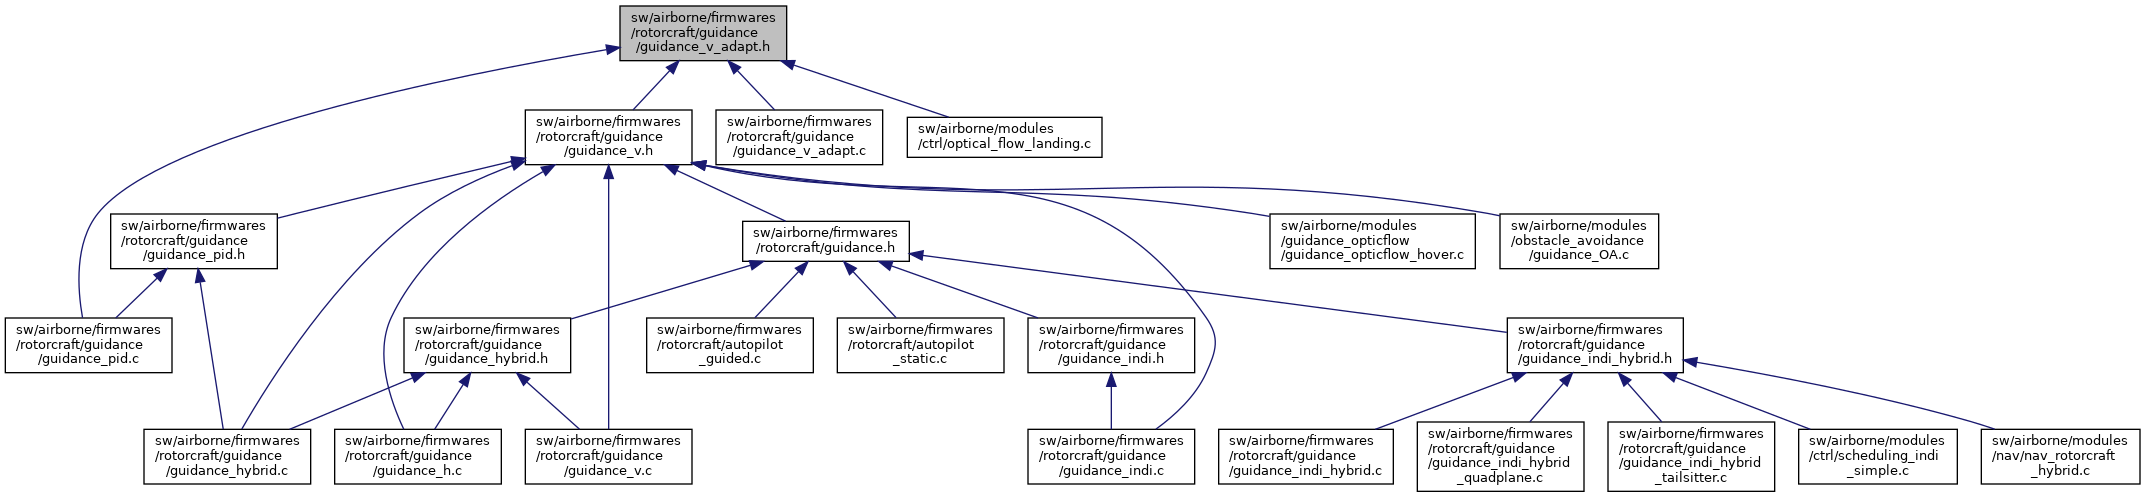 sw/airborne/firmwares
/rotorcraft/guidance
/guidance_v_adapt.h
sw/airborne/firmwares
/rotorcraft/guidance
/guidance_v.h
sw/airborne/firmwares
/rotorcraft/guidance
/guidance_v_adapt.c
sw/airborne/modules
/ctrl/optical_flow_landing.c
sw/airborne/firmwares
/rotorcraft/guidance
/guidance_pid.h
sw/airborne/firmwares
/rotorcraft/guidance.h
sw/airborne/modules
/guidance_opticflow
/guidance_opticflow_hover.c
sw/airborne/modules
/obstacle_avoidance
/guidance_OA.c
sw/airborne/firmwares
/rotorcraft/guidance
/guidance_pid.c
sw/airborne/firmwares
/rotorcraft/guidance
/guidance_hybrid.h
sw/airborne/firmwares
/rotorcraft/autopilot
_guided.c
sw/airborne/firmwares
/rotorcraft/autopilot
_static.c
sw/airborne/firmwares
/rotorcraft/guidance
/guidance_indi.h
sw/airborne/firmwares
/rotorcraft/guidance
/guidance_indi_hybrid.h
sw/airborne/firmwares
/rotorcraft/guidance
/guidance_hybrid.c
sw/airborne/firmwares
/rotorcraft/guidance
/guidance_h.c
sw/airborne/firmwares
/rotorcraft/guidance
/guidance_v.c
sw/airborne/firmwares
/rotorcraft/guidance
/guidance_indi.c
sw/airborne/firmwares
/rotorcraft/guidance
/guidance_indi_hybrid.c
sw/airborne/firmwares
/rotorcraft/guidance
/guidance_indi_hybrid
_quadplane.c
sw/airborne/firmwares
/rotorcraft/guidance
/guidance_indi_hybrid
_tailsitter.c
sw/airborne/modules
/ctrl/scheduling_indi
_simple.c
sw/airborne/modules
/nav/nav_rotorcraft
_hybrid.c